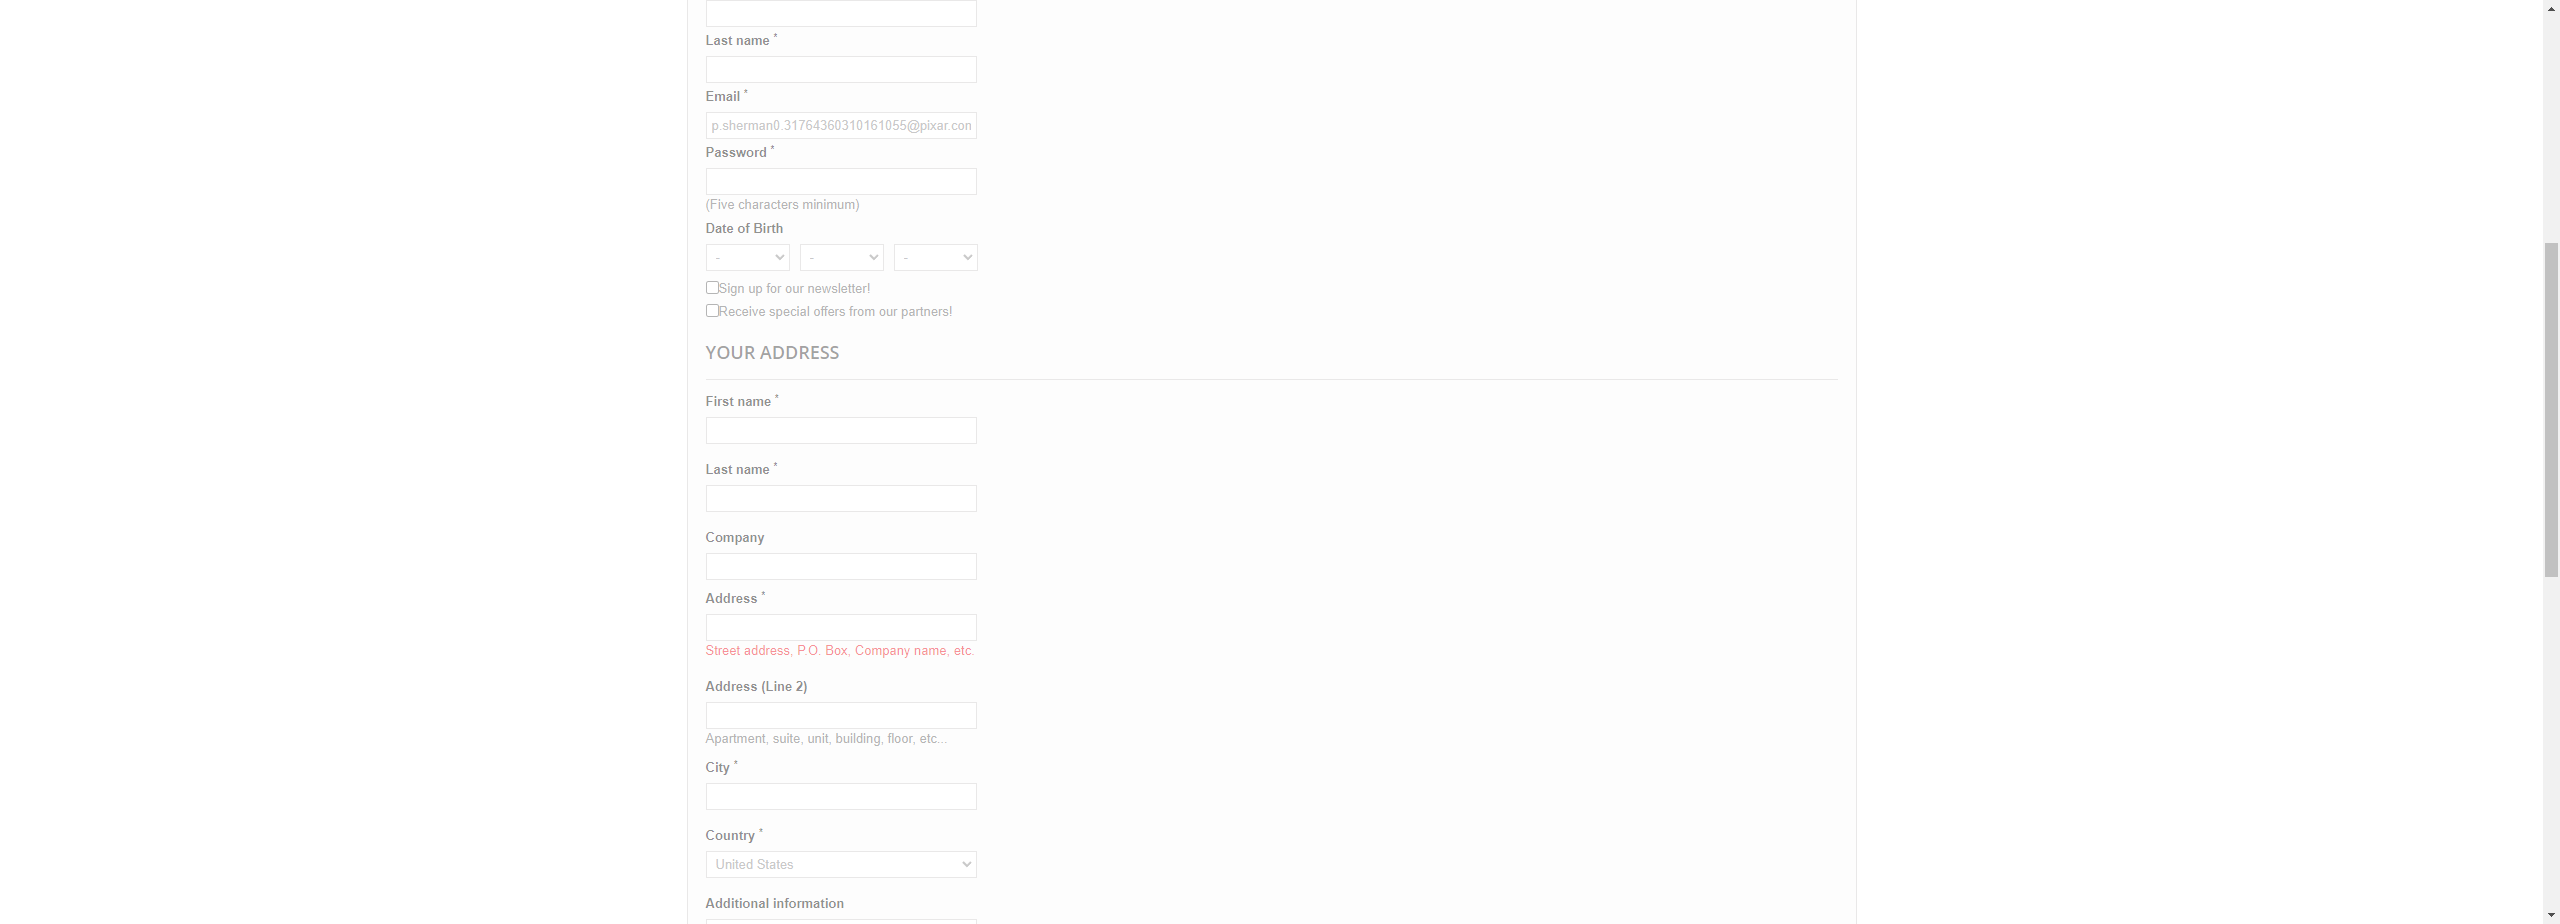 Last name *
Email *
p.sherman0.31764360310161055@pixar.con
Password *
(Five characters minimum)
Date of Birth
- - -
Sign up for our newsletter!
Receive special offers from our partners!
YOUR ADDRESS
First name *
Last name *
Company
Address *
Street address, P.O. Box, Company name, etc.
Address (Line 2)
Apartment, suite, unit, building, floor, etc...
City *
Country *
United States
Additional information